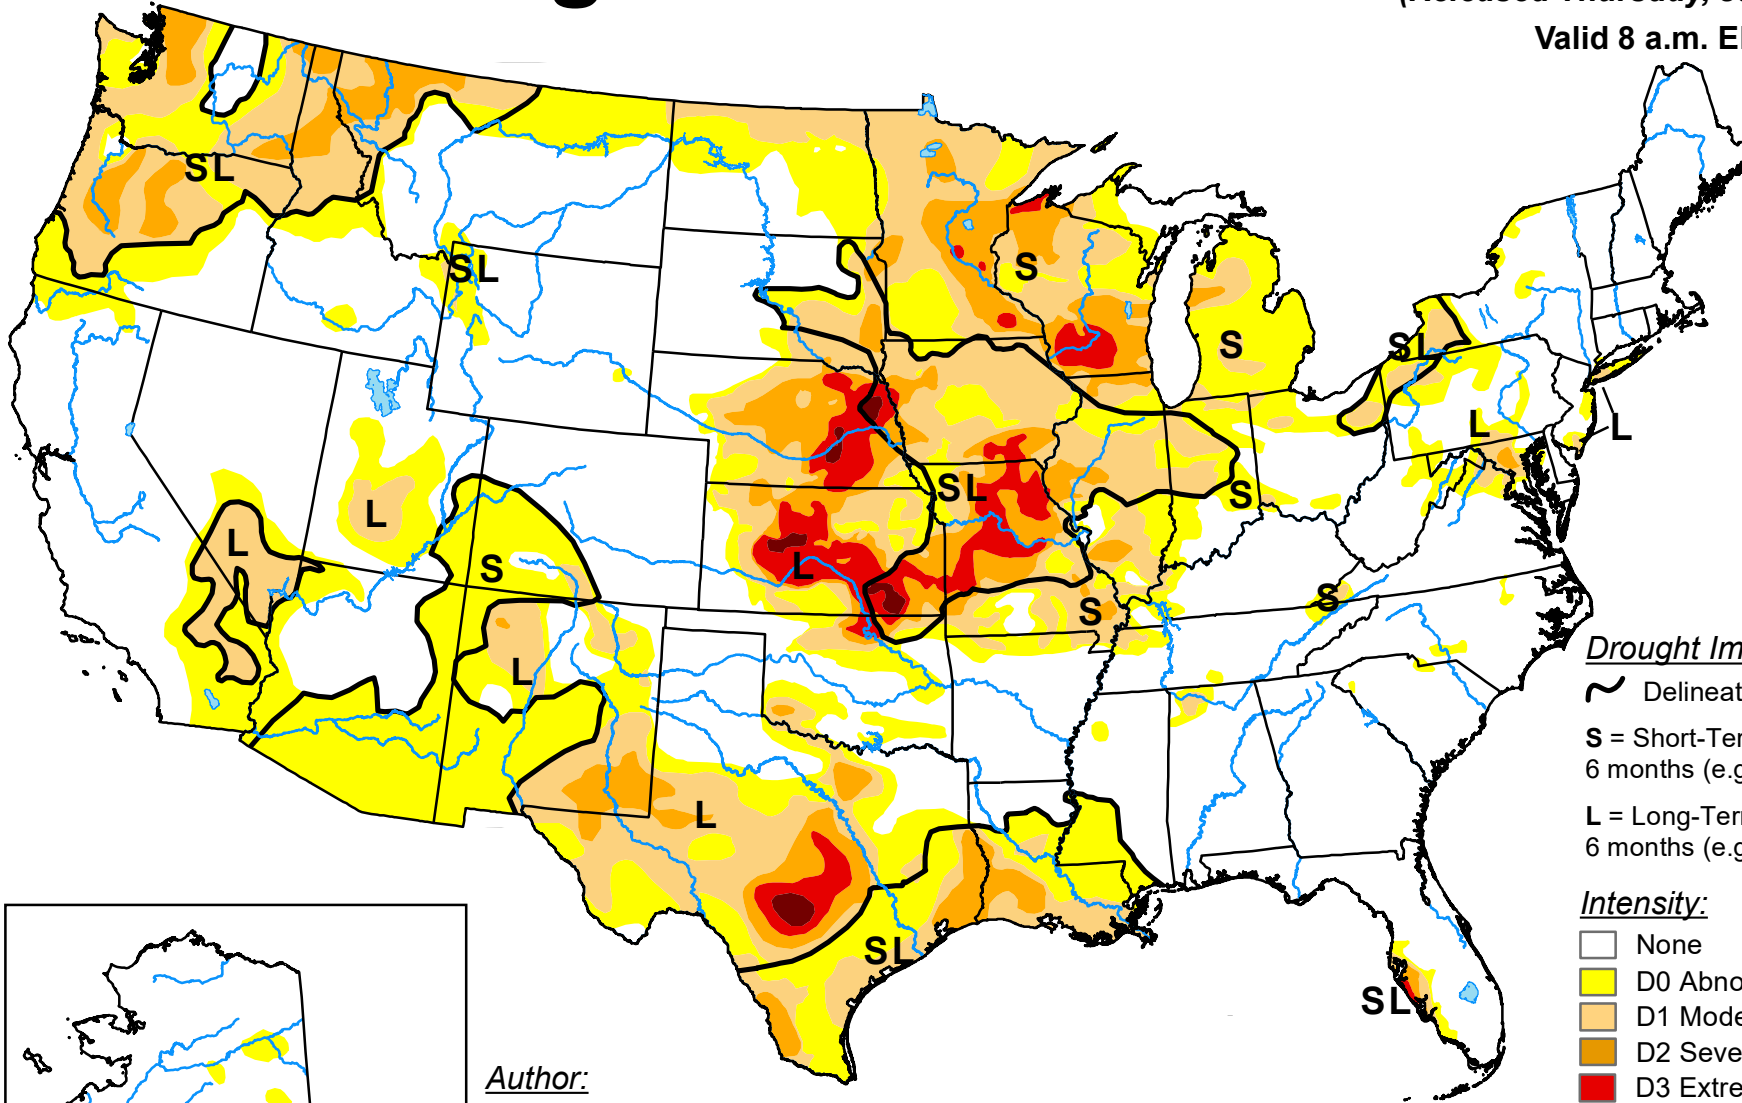 Valid 8 a.m.
SL
SL
S
S
SL
L
L
L
S
SL
S
L
S
S
L
L
L
SL
SL
Drought Im
Delineat
S = Short-Ter
6 months (e.g
L = Long-Ter
6 months (e.g
Intensity:
None
D0 Abno
D1 Mode
D2 Seve
D3 Extre
Author: